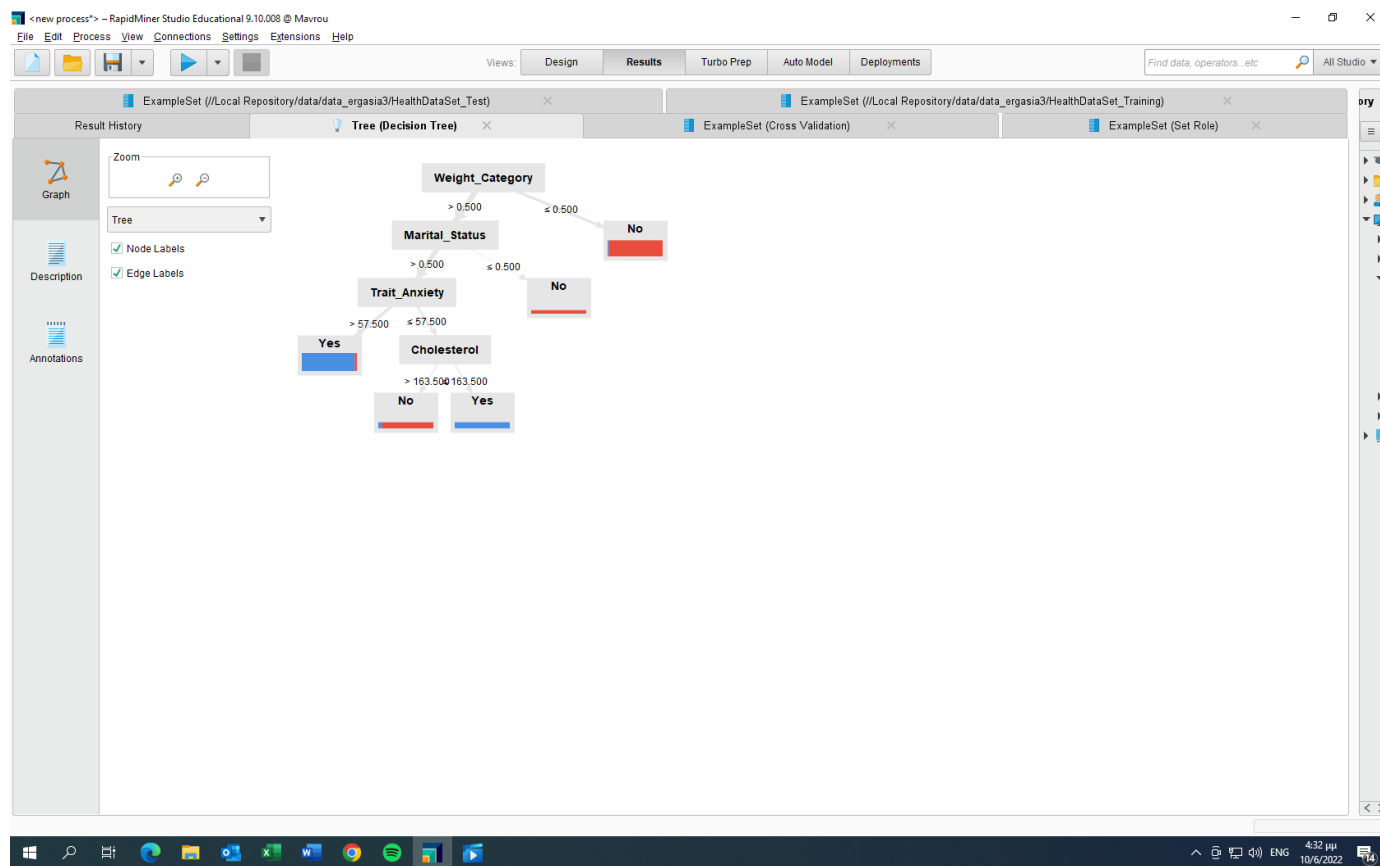 <new process*> – RapidMiner Studio Educational 9.10.008 @ Mavrou
File Edit Process View Connections Settings Extensions Help
Views: Design Results Turbo Prep Auto Model Deployments Find data, operators...etc All Studio
ExampleSet (//Local Repository/data/data_ergasia3/HealthDataSet_Test) ExampleSet (//Local Repository/data/data_ergasia3/HealthDataSet_Training) ory
Result History Tree (Decision Tree) ExampleSet (Cross Validation) ExampleSet (Set Role)
Graph
Description
Annotations
Zoom
Tree
Node Labels
Edge Labels
Weight_Category
> 0.500 ≤ 0.500
Marital_Status No
> 0.500 ≤ 0.500
Trait_Anxiety No
> 57.500 ≤ 57.500
Yes Cholesterol
> 163.500 ≤ 163.500
No Yes
ENG 4:32 μμ
10/6/2022
14